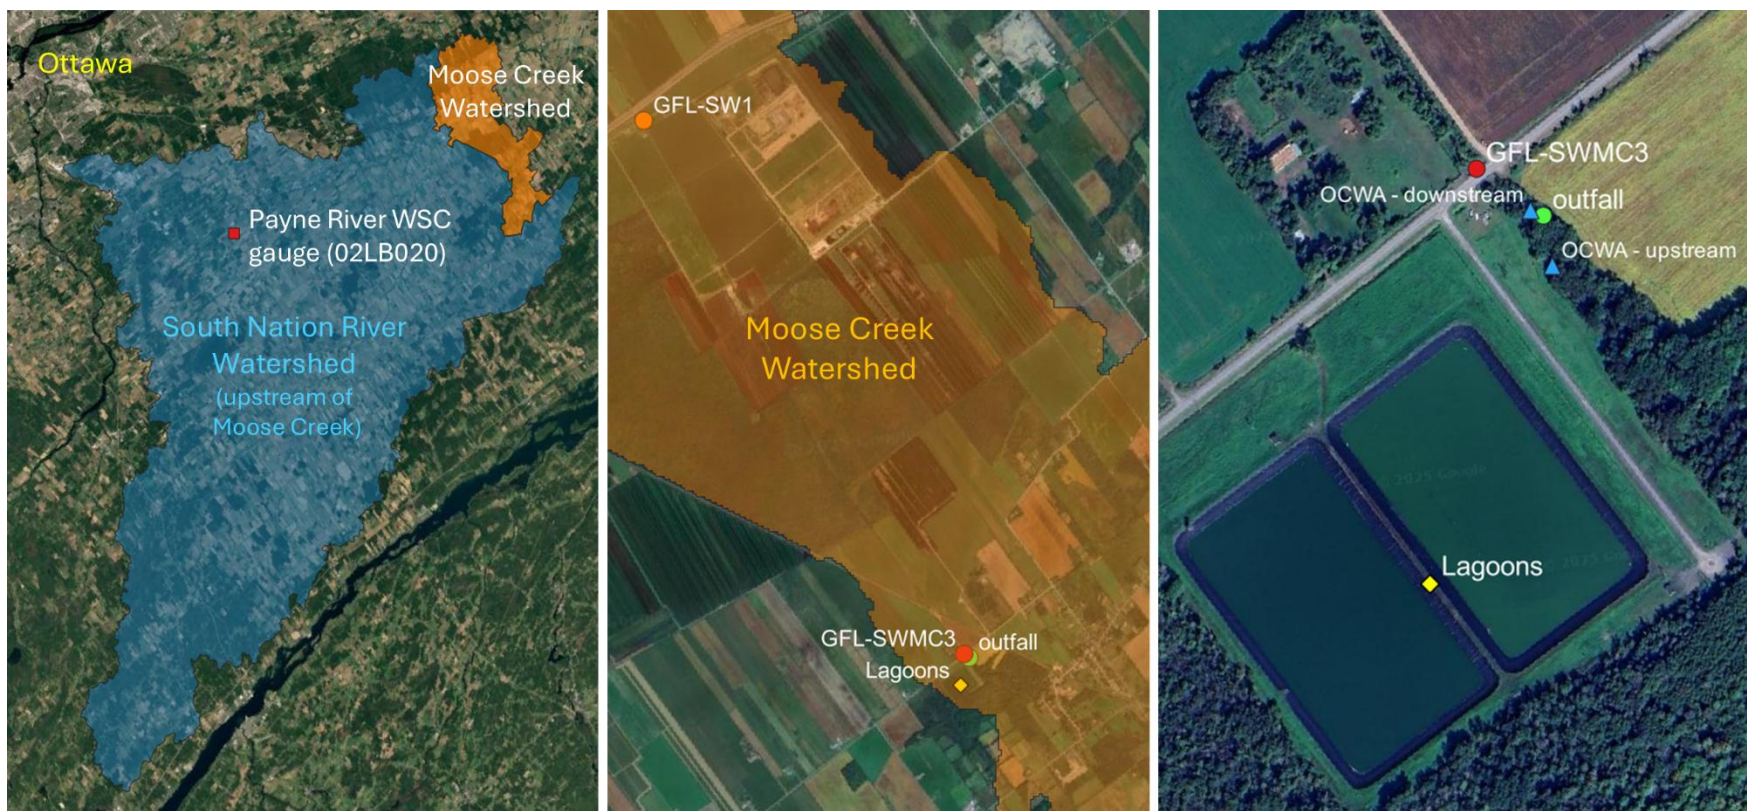 Ottawa
Moose Creek
Watershed
Payne River WSC
gauge (02LB020)
South Nation River
Watershed
(upstream of
Moose Creek)
GFL-SW1
Moose Creek
Watershed
GFL-SWMC3
outfall
Lagoons
GFL-SWMC3
OCWA - downstream
outfall
OCWA - upstream
Lagoons